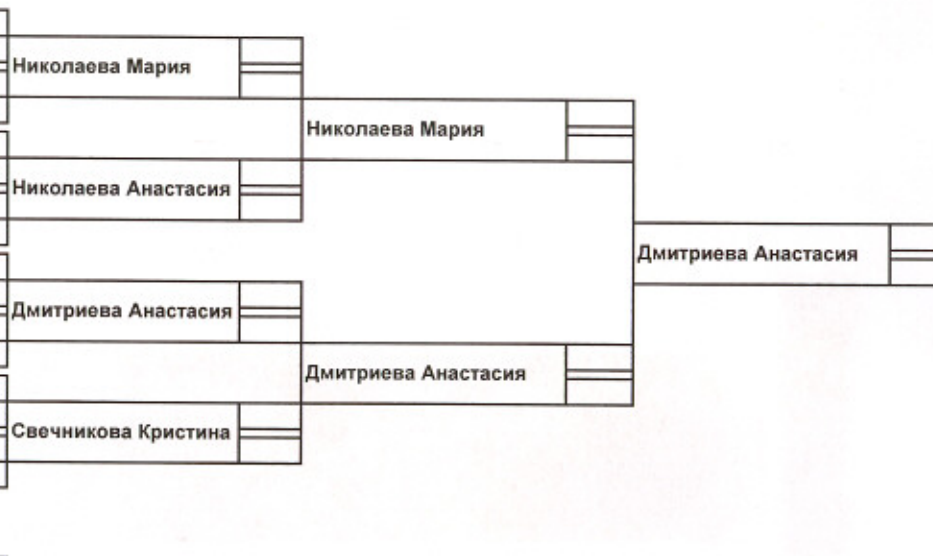 Николаева Мария
Николаева Мария
Николаева Анастасия
Дмитриева Анастасия
Дмитриева Анастасия
Дмитриева Анастасия
Свечникова Кристина